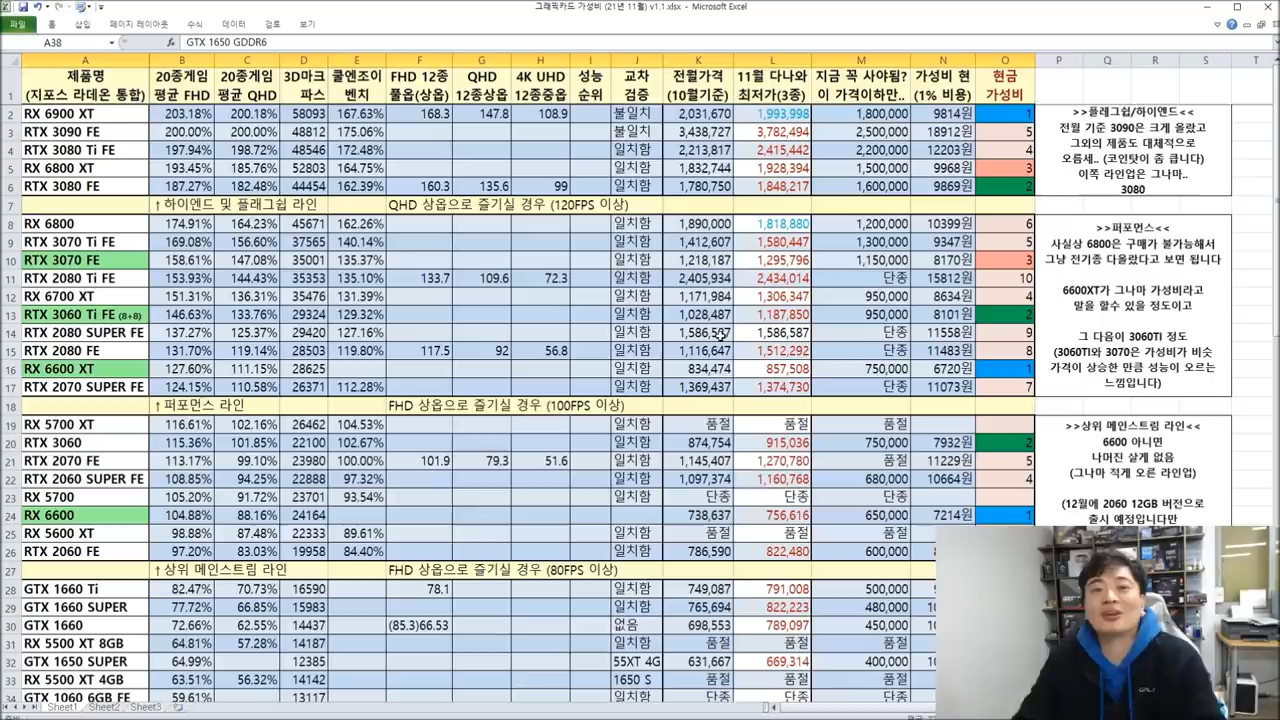 그래픽카드 가성비 (21년 11월) v1.1.xlsx - Microsoft Excel
파일 홈 삽입 페이지 레이아웃 수식 데이터 검토 보기
A38 fx GTX 1650 GDDR6
A B C D E F G H I J K L M N O P Q R S T
1 제품명 (지포스 라데온 통합) 20종게임 평균 FHD 20종게임 평균 QHD 3D마크 파스 쿨엔조이 벤치 FHD 12종 풀옵(상옵) QHD 12종상옵 4K UHD 12종중옵 성능 순위 교차 검증 전월가격 (10월기준) 11월 다나와 최저가(3종) 지금 꼭 사야됨? 이 가격이하만.. 가성비 현 (1% 비용) 현금 가성비
2 RX 6900 XT 203.18% 200.18% 58093 167.63% 168.3 147.8 108.9 불일치 2,031,670 1,993,998 1,800,000 9814원 1
3 RTX 3090 FE 200.00% 200.00% 48812 175.06% 불일치 3,438,727 3,782,494 2,500,000 18912원 5
4 RTX 3080 Ti FE 197.94% 198.72% 48546 172.48% 일치함 2,213,817 2,415,442 2,200,000 12203원 4
5 RX 6800 XT 193.45% 185.76% 52803 164.75% 일치함 1,832,744 1,928,394 1,500,000 9968원 3
6 RTX 3080 FE 187.27% 182.48% 44454 162.39% 160.3 135.6 99 일치함 1,780,750 1,848,217 1,600,000 9869원 2
7 ↑하이엔드 및 플래그쉽 라인 QHD 상옵으로 즐기실 경우 (120FPS 이상)
8 RX 6800 174.91% 164.23% 45671 162.26% 일치함 1,890,000 1,818,880 1,200,000 10399원 6
9 RTX 3070 Ti FE 169.08% 156.60% 37565 140.14% 일치함 1,412,607 1,580,447 1,300,000 9347원 5
10 RTX 3070 FE 158.61% 147.08% 35001 135.37% 일치함 1,218,187 1,295,796 1,150,000 8170원 3
11 RTX 2080 Ti FE 153.93% 144.43% 35353 135.10% 133.7 109.6 72.3 일치함 2,405,934 2,434,014 단종 15812원 10
12 RX 6700 XT 151.31% 136.31% 35476 131.39% 일치함 1,171,984 1,306,347 950,000 8634원 4
13 RTX 3060 Ti FE (8+8) 146.63% 133.76% 29324 129.32% 일치함 1,028,487 1,187,850 950,000 8101원 2
14 RTX 2080 SUPER FE 137.27% 125.37% 29420 127.16% 일치함 1,586,587 1,586,587 단종 11558원 9
15 RTX 2080 FE 131.70% 119.14% 28503 119.80% 117.5 92 56.8 일치함 1,116,647 1,512,292 단종 11483원 8
16 RX 6600 XT 127.60% 111.15% 28625 일치함 834,474 857,508 750,000 6720원 1
17 RTX 2070 SUPER FE 124.15% 110.58% 26371 112.28% 일치함 1,369,437 1,374,730 단종 11073원 7
18 ↑퍼포먼스 라인 FHD 상옵으로 즐기실 경우 (100FPS 이상)
19 RX 5700 XT 116.61% 102.16% 26462 104.53% 일치함 품절 품절 품절
20 RTX 3060 115.36% 101.85% 22100 102.67% 일치함 874,754 915,036 750,000 7932원 2
21 RTX 2070 FE 113.17% 99.10% 23980 100.00% 101.9 79.3 51.6 일치함 1,145,407 1,270,780 품절 11229원 5
22 RTX 2060 SUPER FE 108.85% 94.25% 22888 97.32% 일치함 1,097,374 1,160,768 680,000 10664원 4
23 RX 5700 105.20% 91.72% 23701 93.54% 단종 단종 단종
24 RX 6600 104.88% 88.16% 24164 738,637 756,616 650,000 7214원 1
25 RX 5600 XT 98.88% 87.48% 22333 89.61% 일치함 품절 품절 품절
26 RTX 2060 FE 97.20% 83.03% 19958 84.40% 일치함 786,590 822,480 600,000
27 ↑상위 메인스트림 라인 FHD 상옵으로 즐기실 경우 (80FPS 이상)
28 GTX 1660 Ti 82.47% 70.73% 16590 78.1 일치함 749,087 791,008 500,000
29 GTX 1660 SUPER 77.72% 66.85% 15983 일치함 765,694 822,223 480,000
30 GTX 1660 72.66% 62.55% 14437 (85.3)66.53 없음 698,553 789,097 450,000
31 RX 5500 XT 8GB 64.81% 57.28% 14187 일치함 품절 품절 품절
32 GTX 1650 SUPER 64.99% 12385 55XT 4G 631,667 669,314 400,000
33 RX 5500 XT 4GB 63.51% 56.32% 14142 1650 S 품절 품절 품절
34 GTX 1060 6GB FE 59.61% 13117 일치함 단종 단종 단종
>>플래그쉽/하이엔드<<
전월 기준 3090은 크게 올랐고
그외의 제품도 대체적으로
오름세.. (코인탓이 좀 큽니다)
이쪽 라인업은 그나마..
3080
>>퍼포먼스<<
사실상 6800은 구매가 불가능해서
그냥 전기종 다올랐다고 보면 됩니다
6600XT가 그나마 가성비라고
말을 할수 있을 정도이고
그 다음이 3060TI 정도
(3060TI와 3070은 가성비가 비슷
가격이 상승한 만큼 성능이 오르는
느낌입니다)
>>상위 메인스트림 라인<<
6600 아니면
나머진 살게 없음
(그나마 적게 오른 라인업)
(12월에 2060 12GB 버전으로
출시 예정입니다만
Sheet1 Sheet2 Sheet3